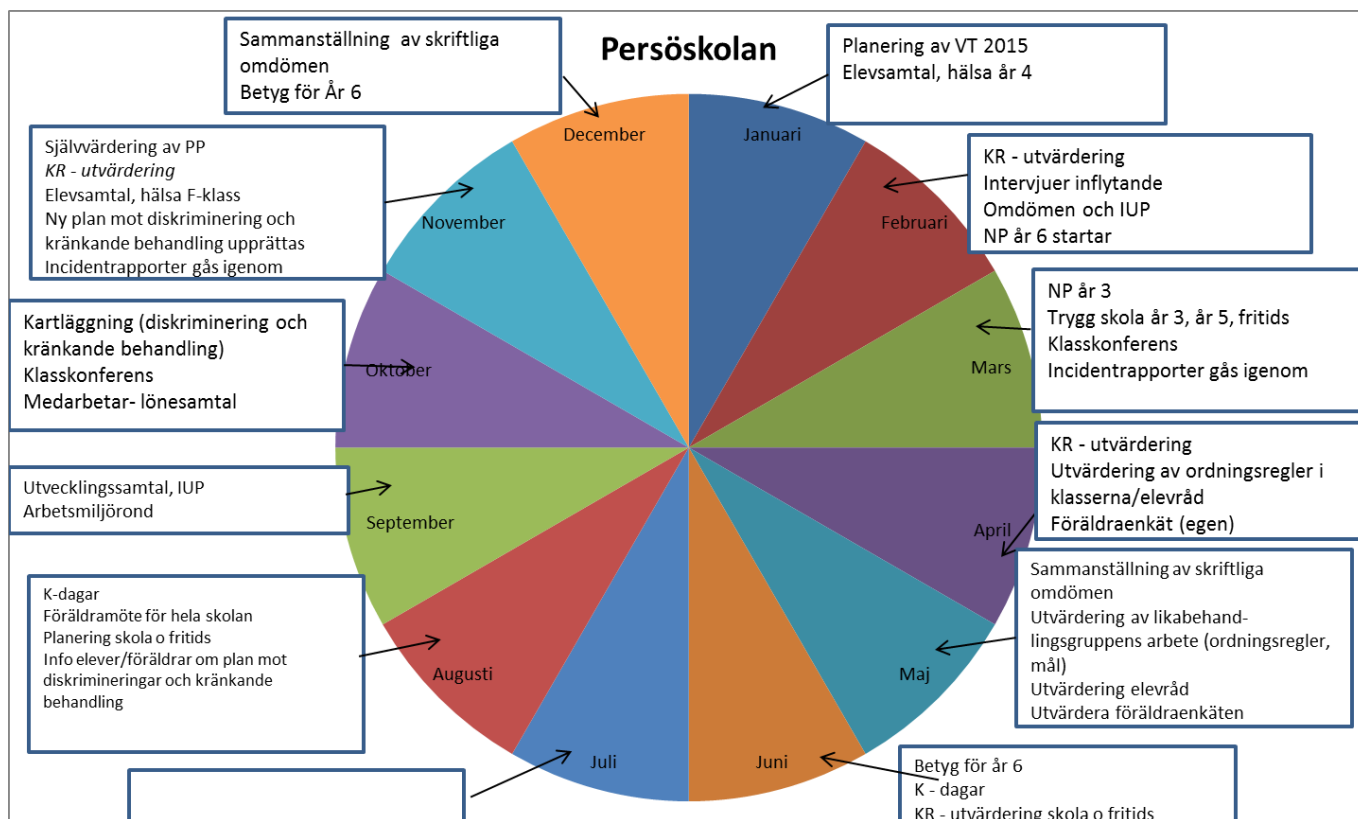 Persöskolan
Planering av VT 2015
Elevsamtal, hälsa år 4
Januari
KR - utvärdering
Intervjuer inflytande
Omdömen och IUP
NP år 6 startar
Februari
NP år 3
Trygg skola år 3, år 5, fritids
Klasskonferens
Incidentrapporter gås igenom
Mars
KR - utvärdering
Utvärdering av ordningsregler i
klasserna/elevråd
Föräldraenkät (egen)
April
Sammanställning av skriftliga
omdömen
Utvärdering av likabehand-
lingsgruppens arbete (ordningsregler,
mål)
Utvärdering elevråd
Utvärdera föräldraenkäten
Maj
Betyg för år 6
K - dagar
KR - utvärdering skola o fritids
Juni
Juli
K-dagar
Föräldramöte för hela skolan
Planering skola o fritids
Info elever/föräldrar om plan mot
diskrimineringar och kränkande
behandling
Augusti
Utvecklingssamtal, IUP
Arbetsmiljörond
September
Kartläggning (diskriminering och
kränkande behandling)
Klasskonferens
Medarbetar- lönesamtal
Oktober
Självvärdering av PP
KR - utvärdering
Elevsamtal, hälsa F-klass
Ny plan mot diskriminering och
kränkande behandling upprättas
Incidentrapporter gås igenom
November
Sammanställning av skriftliga
omdömen
Betyg för År 6
December